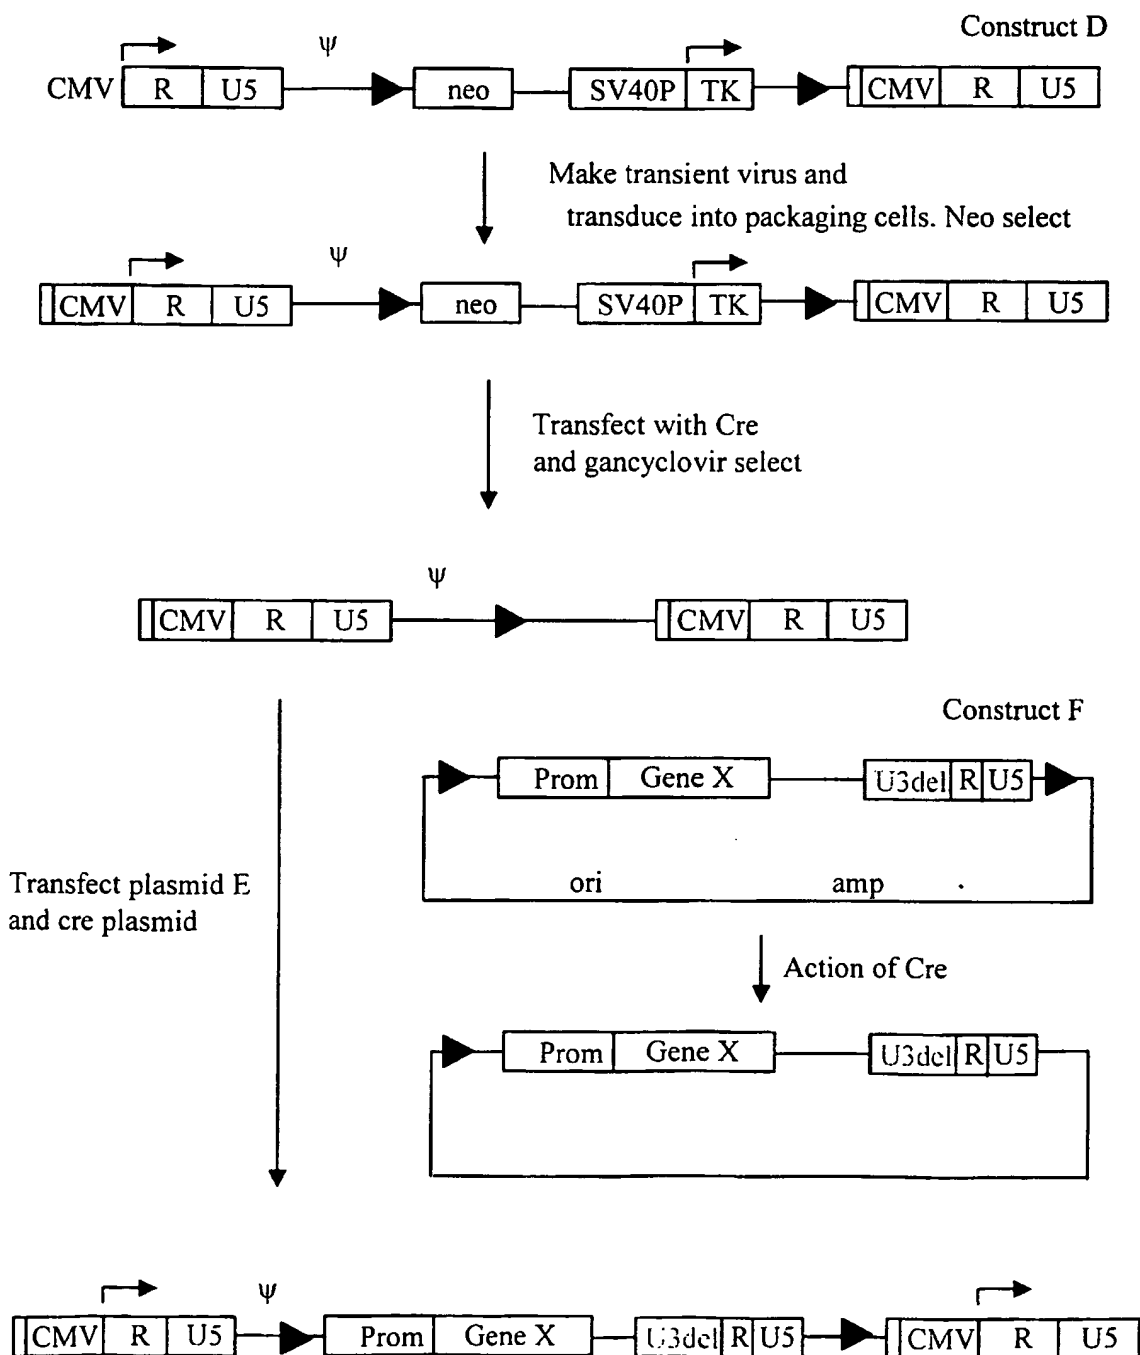 Construct D
ψ
CMV R U5 neo SV40P TK CMV R U5
Make transient virus and
transduce into packaging cells. Neo select
ψ
CMV R U5 neo SV40P TK CMV R U5
Transfect with Cre
and gancyclovir select
ψ
CMV R U5 CMV R U5
Construct F
Prom Gene X U3del R U5
ori amp
Transfect plasmid E
and cre plasmid
Action of Cre
Prom Gene X U3del R U5
ψ
CMV R U5 Prom Gene X U3del R U5 CMV R U5